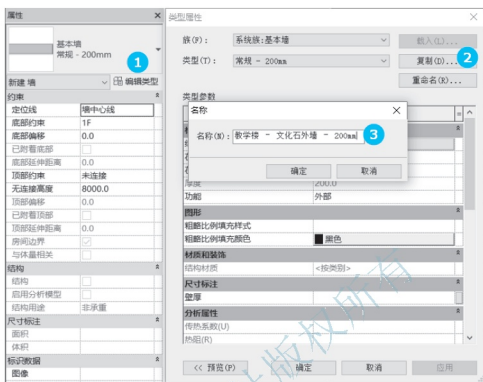 属性
基本墙
常规 - 200mm
1
新建 墙
编辑类型
约束
定位线 墙中心线
底部约束 1F
底部偏移 0.0
已附着底部
底部延伸距离 0.0
顶部约束 未连接
无连接高度 8000.0
顶部偏移 0.0
已附着顶部
顶部延伸距离 0.0
房间边界
与体量相关
结构
结构
启用分析模型
结构用途 非承重
尺寸标注
面积
体积
标识数据
图像
类型属性
族(F): 系统族:基本墙 载入(L)...
类型(T): 常规 - 200mm 复制(D)... 2
重命名(R)...
类型参数
名称
名称(N): 教学楼 - 文化石外墙 - 200mm 3
确定 取消
厚度 200.0
功能 外部
图形
粗略比例填充样式
粗略比例填充颜色 黑色
材质和装饰
结构材质 <按类别>
尺寸标注
壁厚
分析属性
传热系数(U)
热阻(R)
<< 预览(P) 确定 取消 应用
版权所有